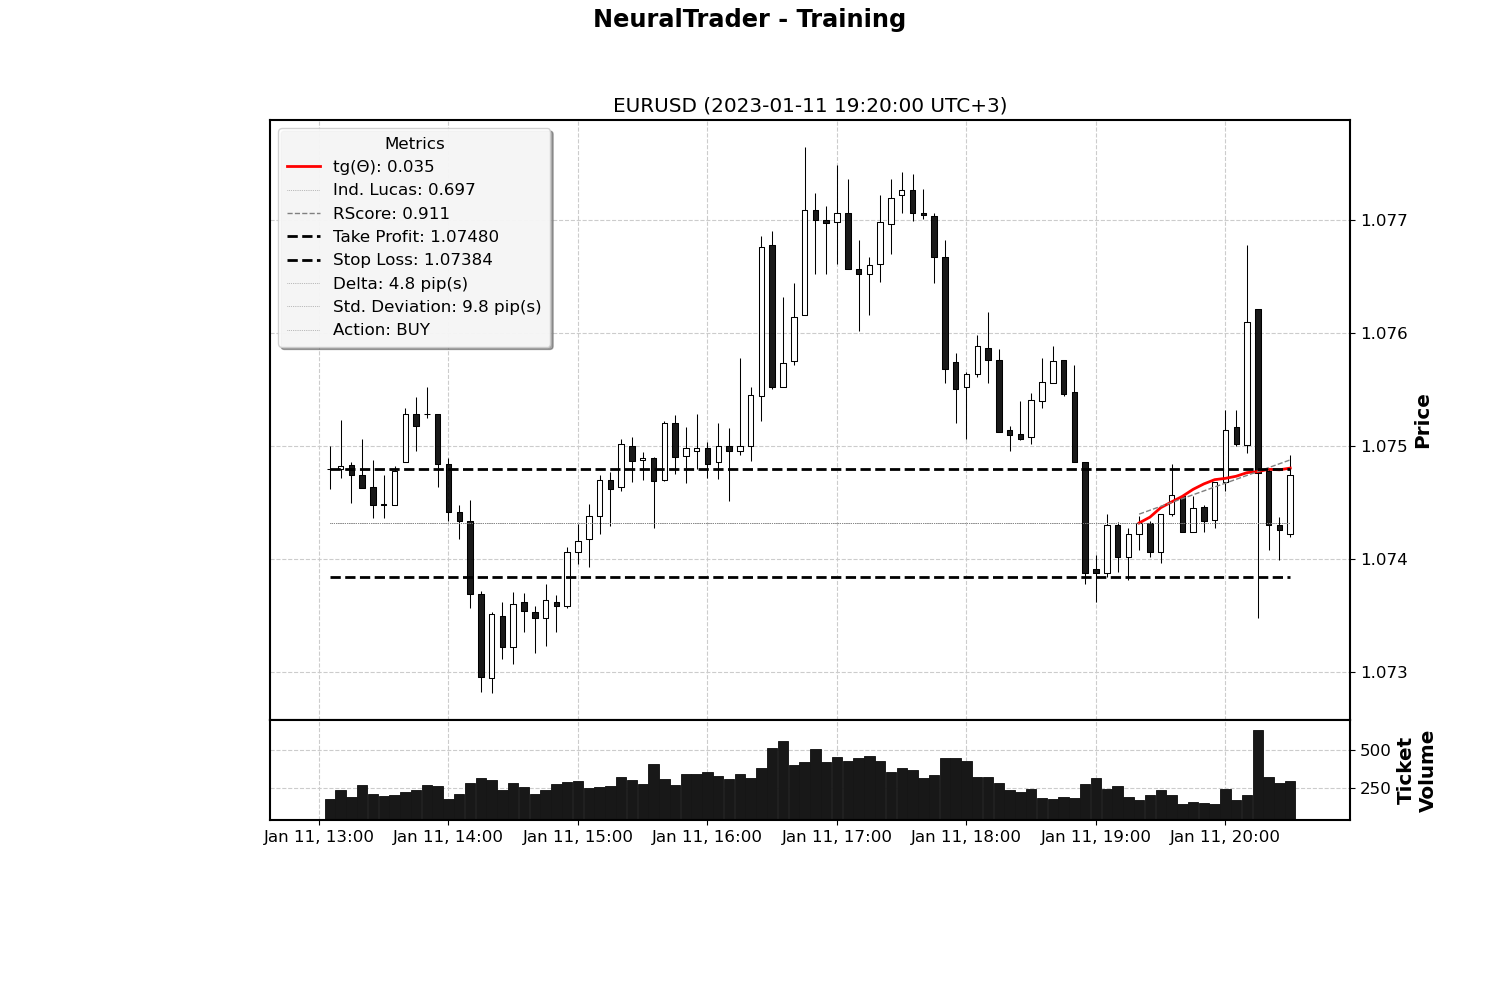 NeuralTrader - Training
EURUSD (2023-01-11 19:20:00 UTC+3)
Metrics
tg(Θ): 0.035
Ind. Lucas: 0.697
RScore: 0.911
Take Profit: 1.07480
Stop Loss: 1.07384
Delta: 4.8 pip(s)
Std. Deviation: 9.8 pip(s)
Action: BUY
1.077
1.076
1.075
1.074
1.073
Price
500
250
Ticket
Volume
Jan 11, 13:00
Jan 11, 14:00
Jan 11, 15:00
Jan 11, 16:00
Jan 11, 17:00
Jan 11, 18:00
Jan 11, 19:00
Jan 11, 20:00